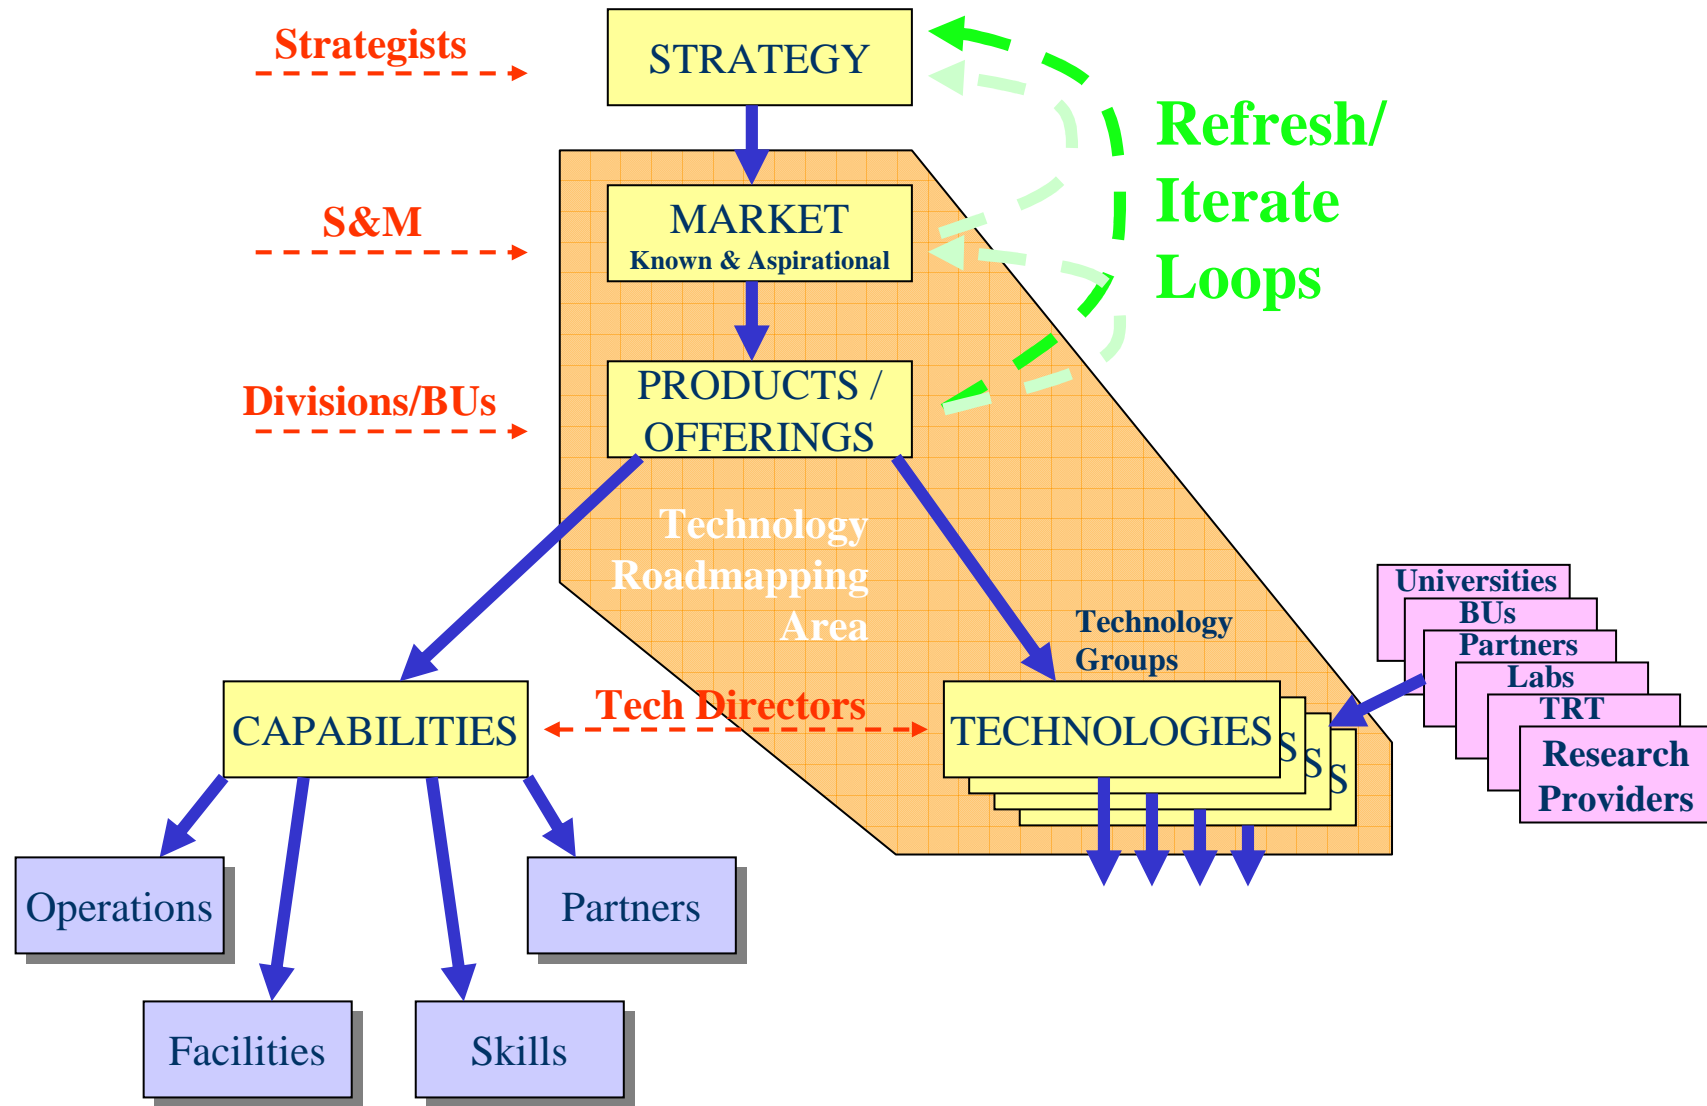 Strategists
STRATEGY
Refresh/
Iterate
Loops
S&M
MARKET
Known & Aspirational
Divisions/BUs
PRODUCTS /
OFFERINGS
Technology
Roadmapping
Area
Technology
Groups
Universities
BUs
Partners
Labs
TRT
Research
Providers
CAPABILITIES
Tech Directors
TECHNOLOGIES
S
S
S
Operations
Partners
Facilities
Skills